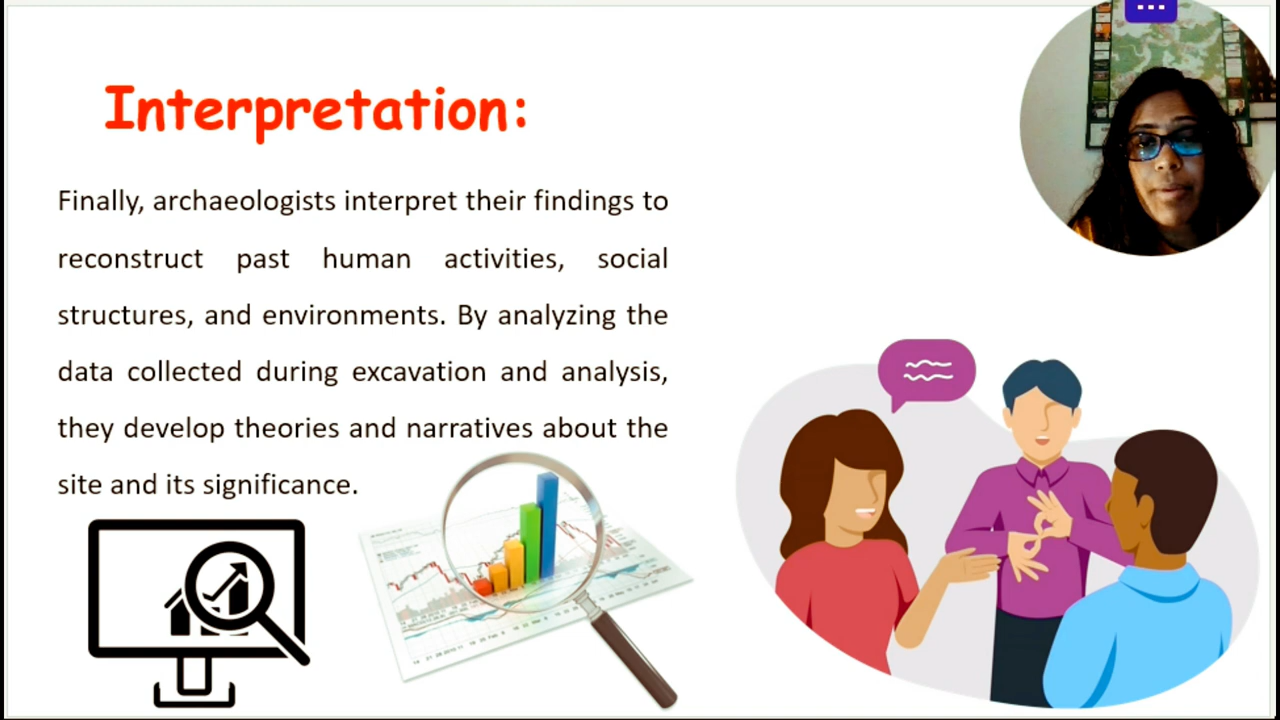 Interpretation:
Finally, archaeologists interpret their findings to
reconstruct past human activities, social
structures, and environments. By analyzing the
data collected during excavation and analysis,
they develop theories and narratives about the
site and its significance.